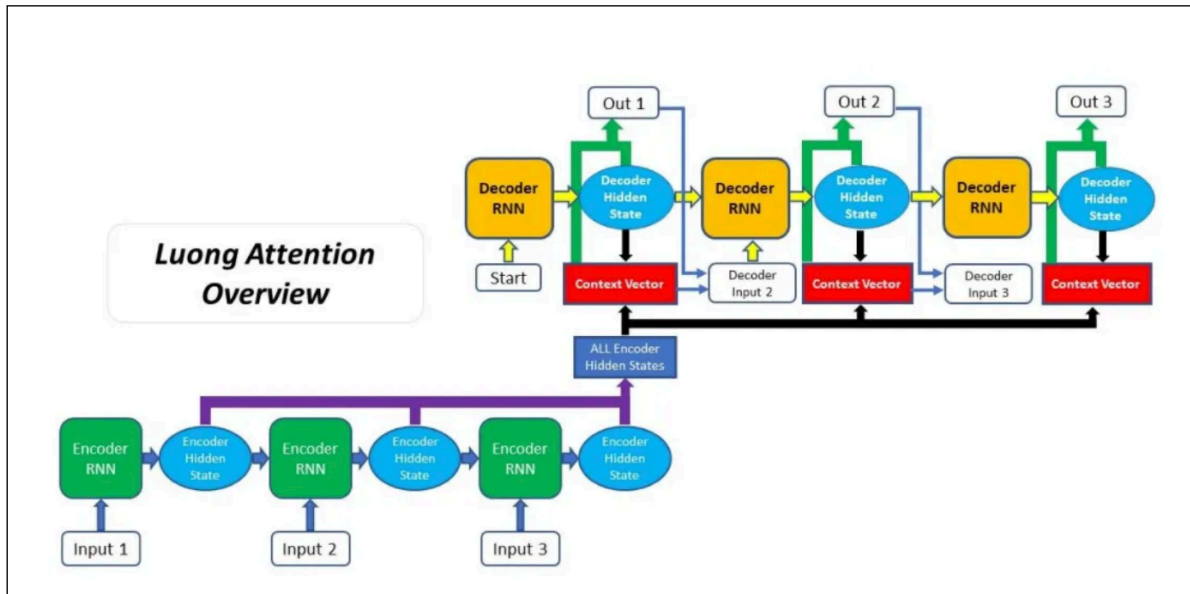 Out 1
Out 2
Out 3
Decoder
RNN
Decoder
Hidden
State
Decoder
RNN
Decoder
Hidden
State
Decoder
RNN
Decoder
Hidden
State
Luong Attention
Overview
Start
Context Vector
Decoder
Input 2
Context Vector
Decoder
Input 3
Context Vector
ALL Encoder
Hidden States
Encoder
RNN
Encoder
Hidden
State
Encoder
RNN
Encoder
Hidden
State
Encoder
RNN
Encoder
Hidden
State
Input 1
Input 2
Input 3